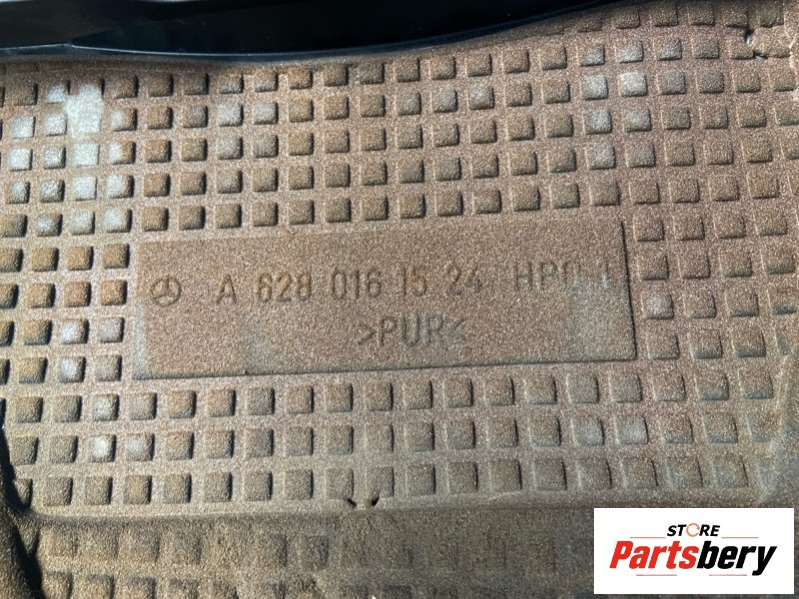 A 628 016 15 24
>PUR<
STORE
Partsbery